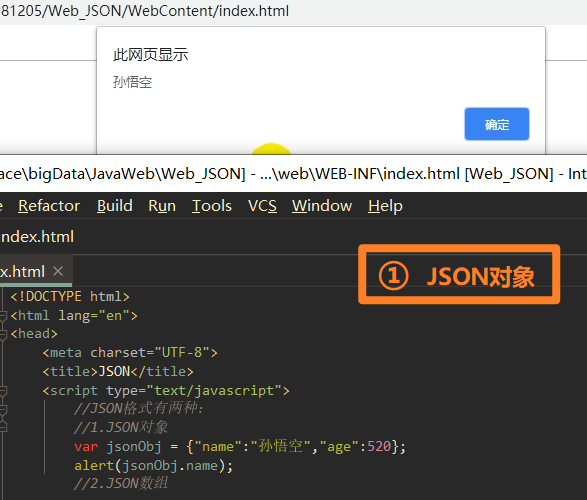 81205/Web_JSON/WebContent/index.html
此网页显示
孙悟空
确定
ace\bigData\JavaWeb\Web_JSON] - ...\web\WEB-INF\index.html [Web_JSON] - Int
e Refactor Build Run Tools VCS Window Help
index.html
x.html ×
① JSON对象
<!DOCTYPE html>
<html lang="en">
<head>
<meta charset="UTF-8">
<title>JSON</title>
<script type="text/javascript">
//JSON格式有两种:
//1.JSON对象
var jsonObj = {"name":"孙悟空","age":520};
alert(jsonObj.name);
//2.JSON数组